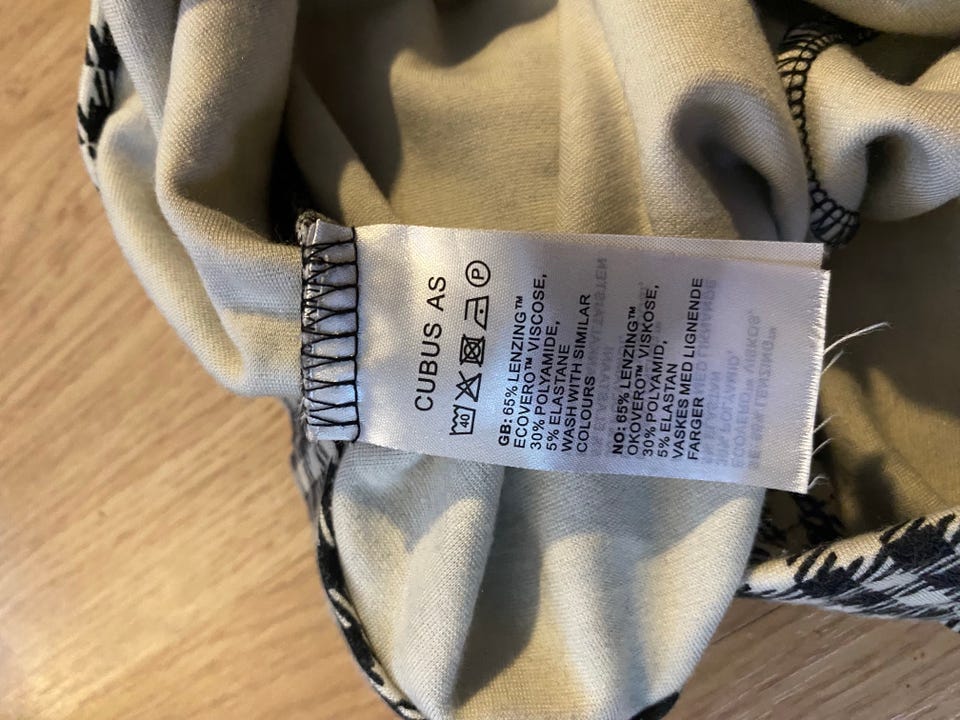 CUBUS AS
40 P
GB: 65% LENZING™
ECOVERO™ VISCOSE,
30% POLYAMIDE,
5% ELASTANE
WASH WITH SIMILAR
COLOURS
NO: 65% LENZING™
OKOVERO™ VISKOSE,
30% POLYAMID,
5% ELASTAN
VASKES MED LIGNENDE
FARGER